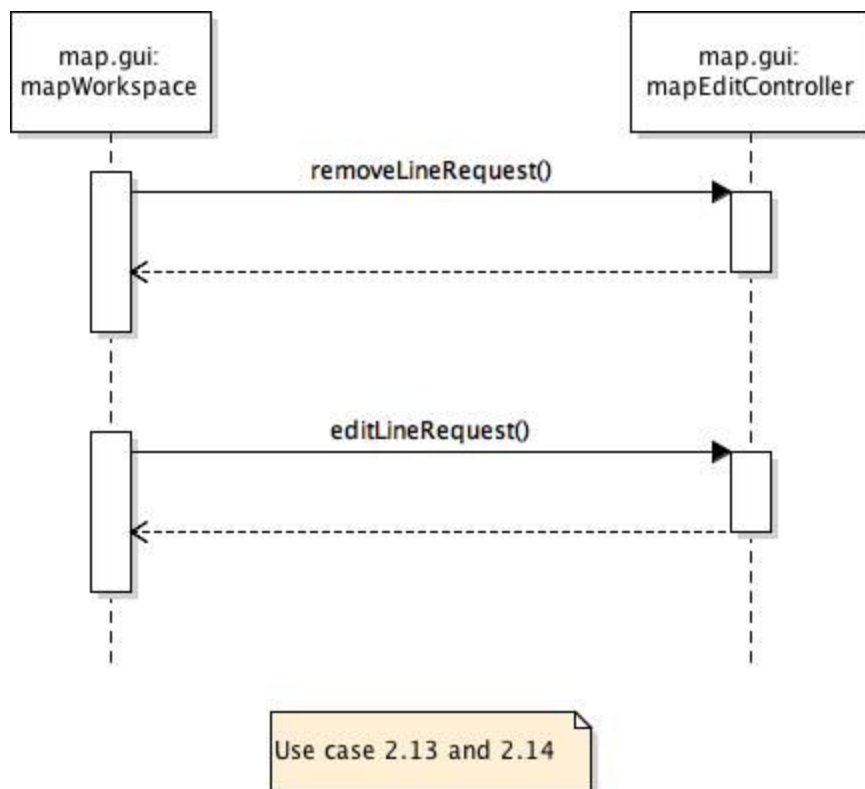 map.gui:
mapWorkspace
map.gui:
mapEditController
removeLineRequest()
editLineRequest()
Use case 2.13 and 2.14